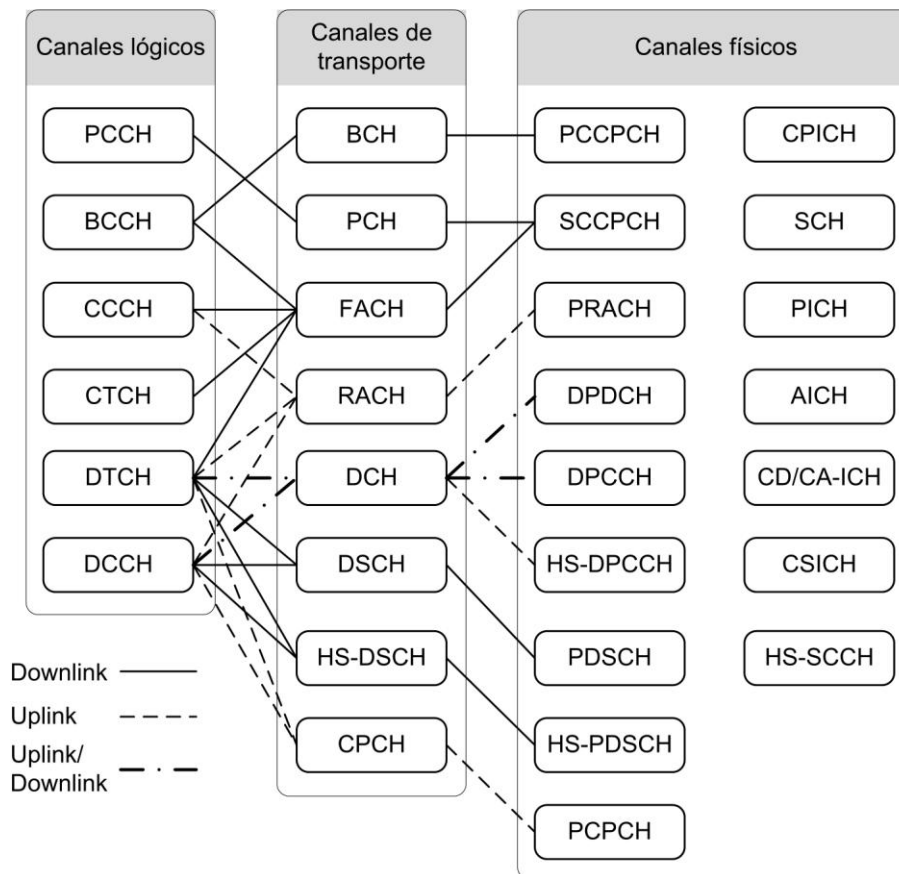 Canales lógicos
PCCH
BCCH
CCCH
CTCH
DTCH
DCCH
Downlink
Uplink
Uplink/
Downlink
Canales de
transporte
BCH
PCH
FACH
RACH
DCH
DSCH
HS-DSCH
CPCH
Canales físicos
PCCPCH
SCCPCH
PRACH
DPDCH
DPCCH
HS-DPCCH
PDSCH
HS-PDSCH
PCPCH
CPICH
SCH
PICH
AICH
CD/CA-ICH
CSICH
HS-SCCH